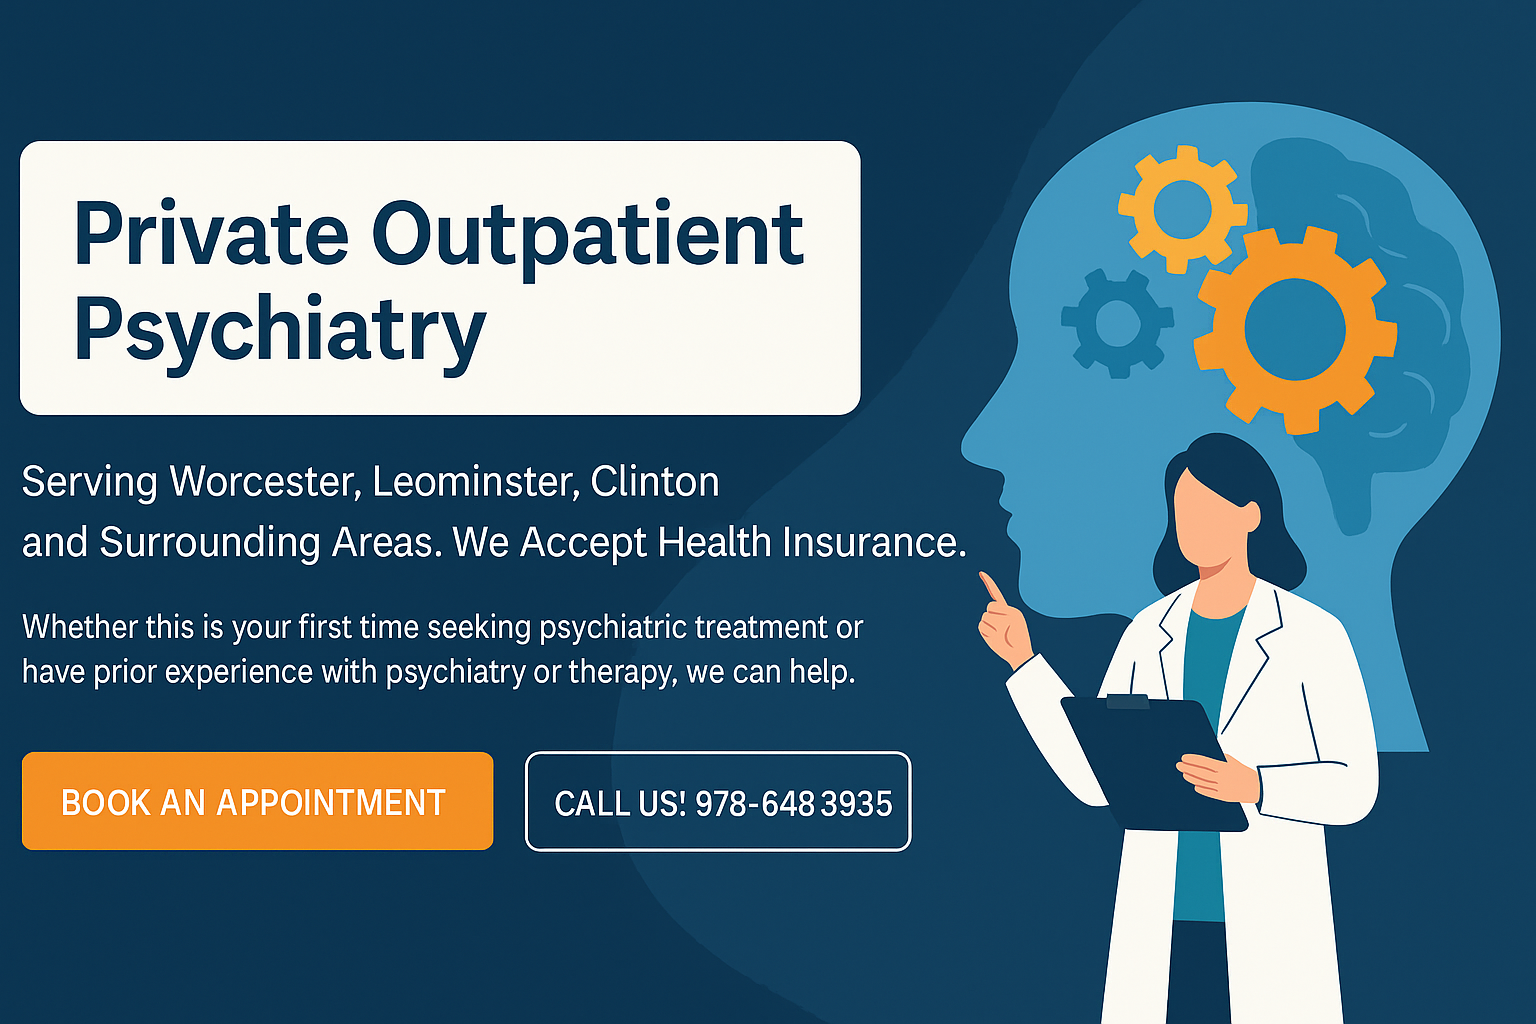 Private Outpatient
Psychiatry
Serving Worcester, Leominster, Clinton
and Surrounding Areas. We Accept Health Insurance.
Whether this is your first time seeking psychiatric treatment or
have prior experience with psychiatry or therapy, we can help.
BOOK AN APPOINTMENT
CALL US! 978-648 3935